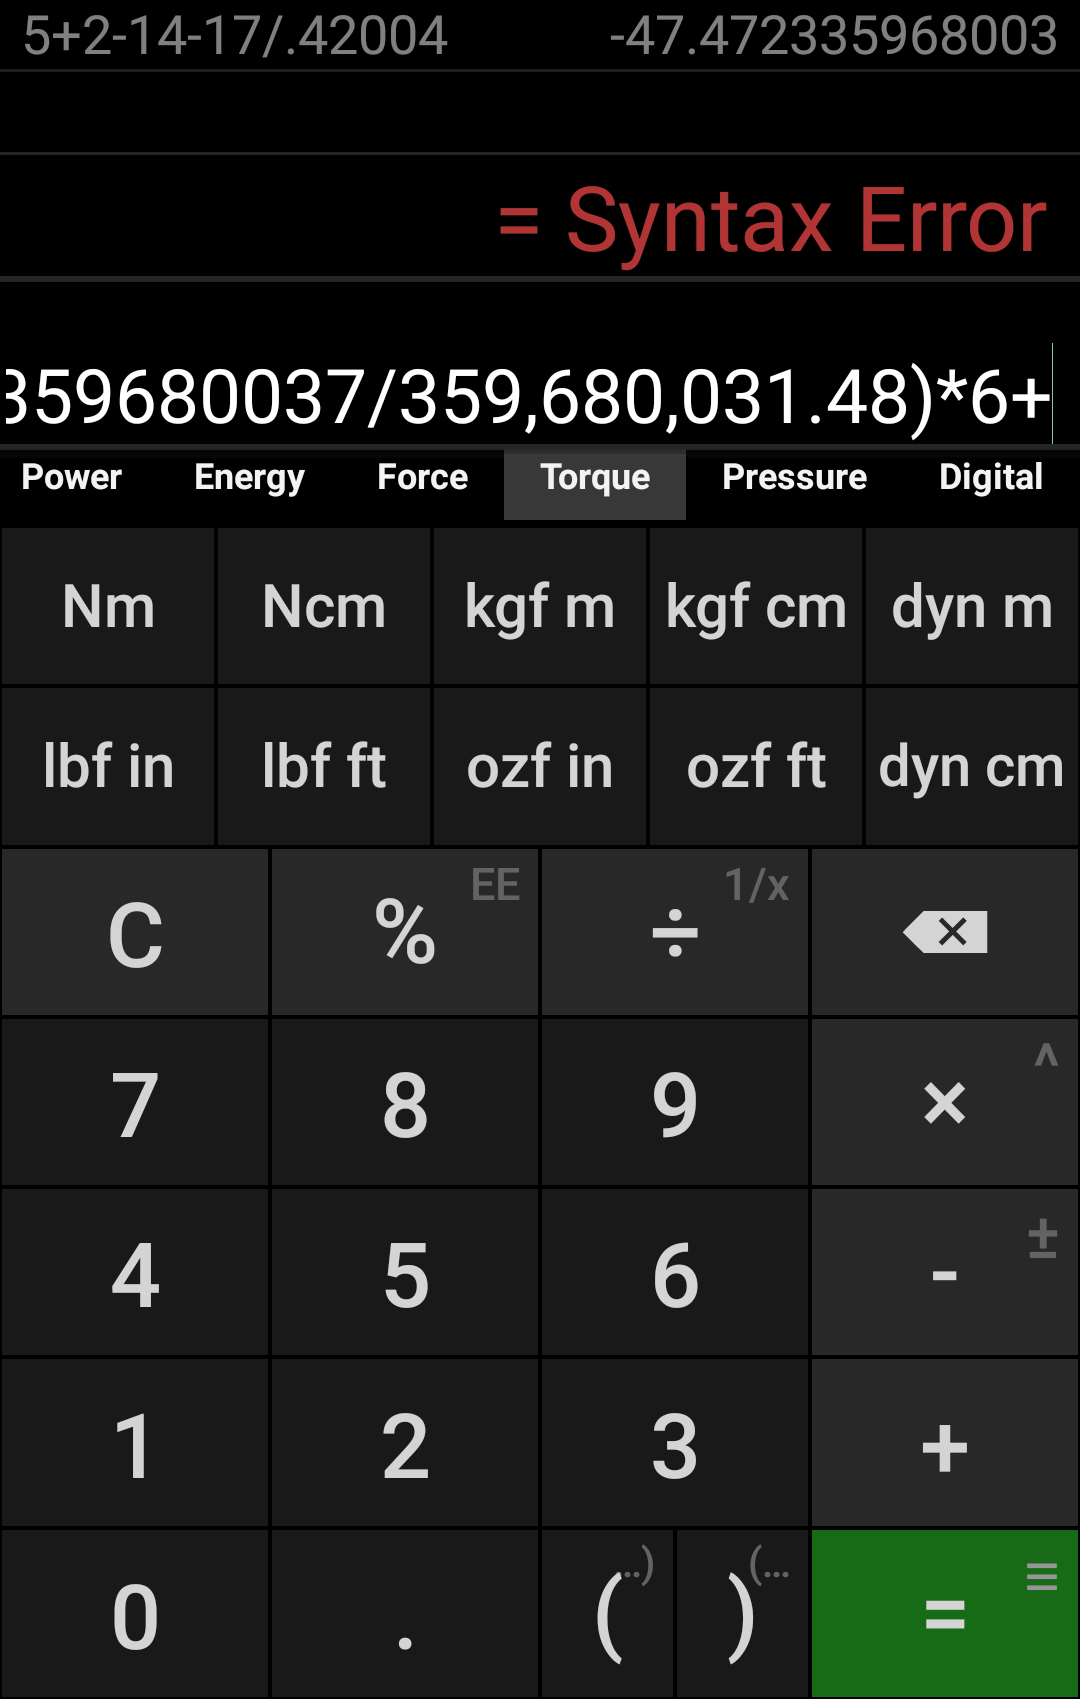 5+2-14-17/.42004 -47.472335968003
= Syntax Error
359680037/359,680,031.48)*6+
Power Energy Force Torque Pressure Digital
Nm Ncm kgf m kgf cm dyn m
lbf in lbf ft ozf in ozf ft dyn cm
C % EE ÷ 1/x
7 8 9 × ^
4 5 6 - ±
1 2 3 +
0 . ( ..) ) (... =